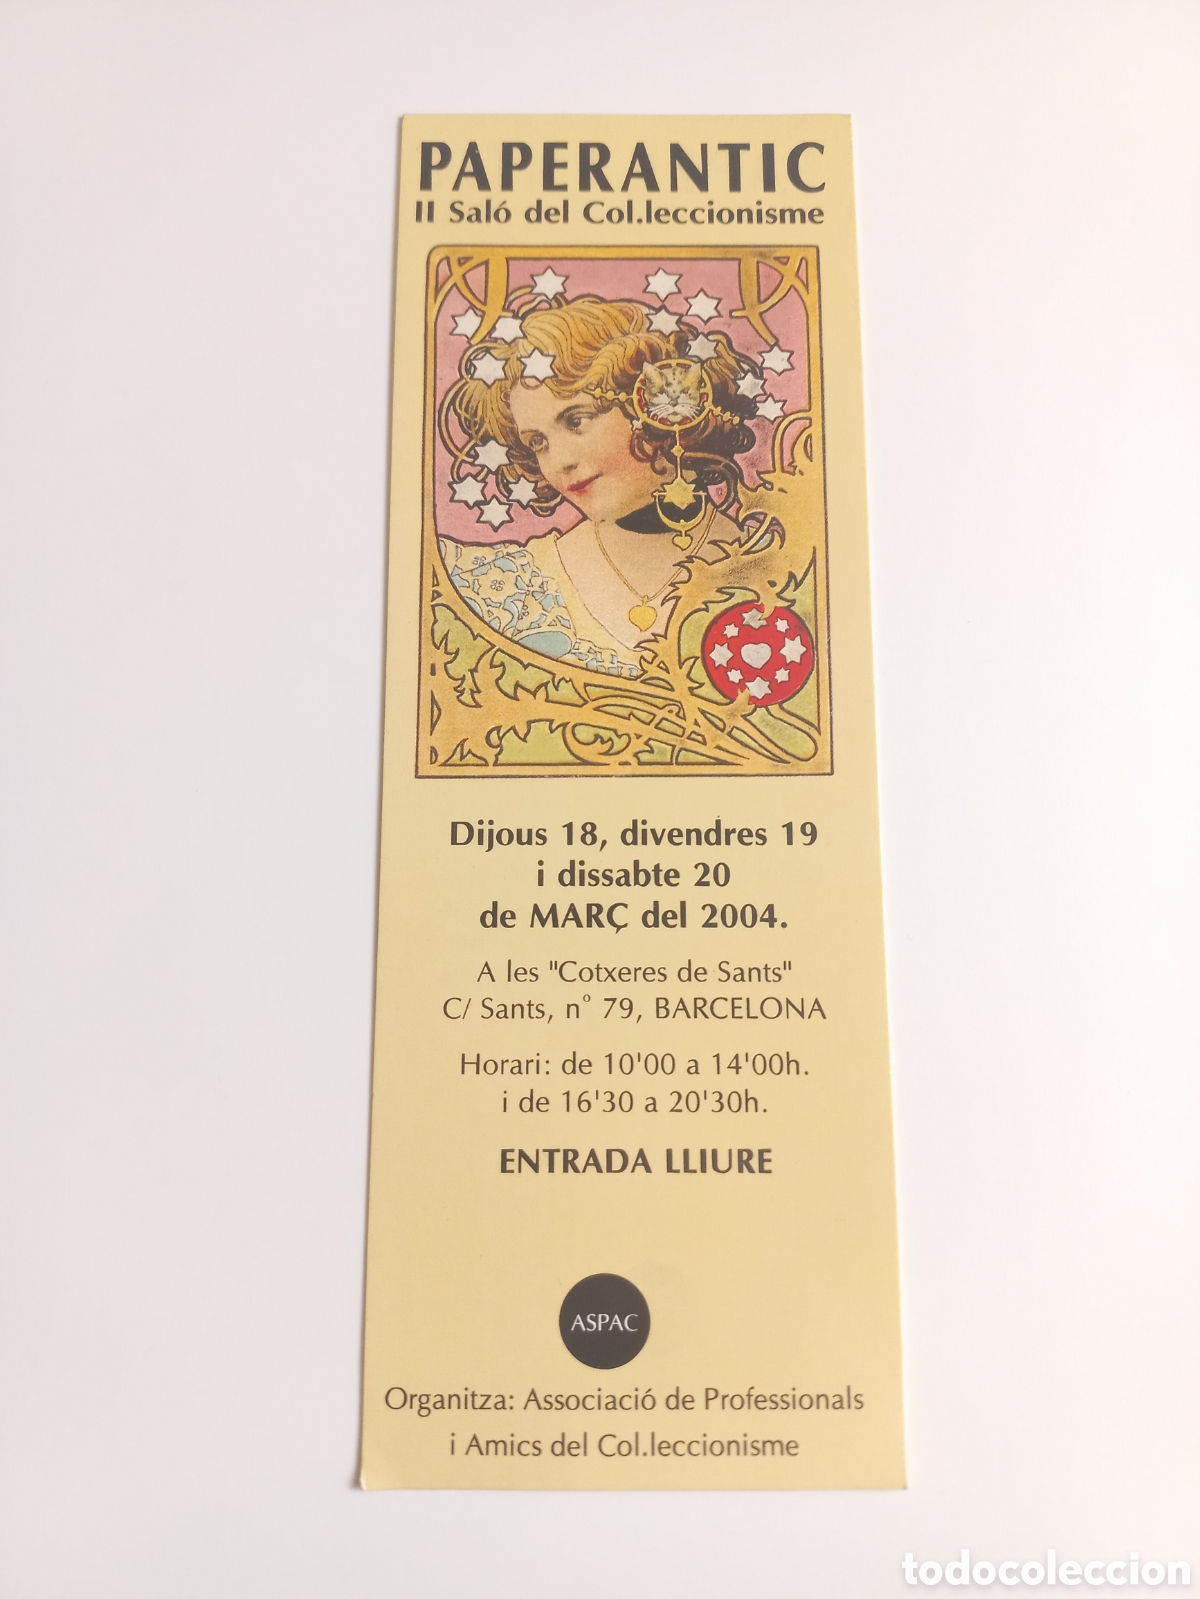 PAPERANTIC
II Saló del Col.leccionisme
Dijous 18, divendres 19
i dissabte 20
de MARÇ del 2004.
A les "Cotxeres de Sants"
C/ Sants, nº 79, BARCELONA
Horari: de 10'00 a 14'00h.
i de 16'30 a 20'30h.
ENTRADA LLIURE
ASPAC
Organitza: Associació de Professionals
i Amics del Col.leccionisme
todocoleccion